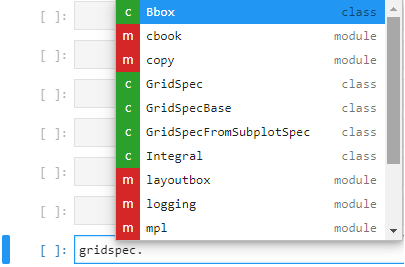 [ ]: c Bbox class
[ ]: m cbook module
m copy module
[ ]: c GridSpec class
[ ]: c GridSpecBase class
c GridSpecFromSubplotSpec class
[ ]: c Integral class
[ ]: m layoutbox module
m logging module
[ ]: m mpl module
[ ]: gridspec.